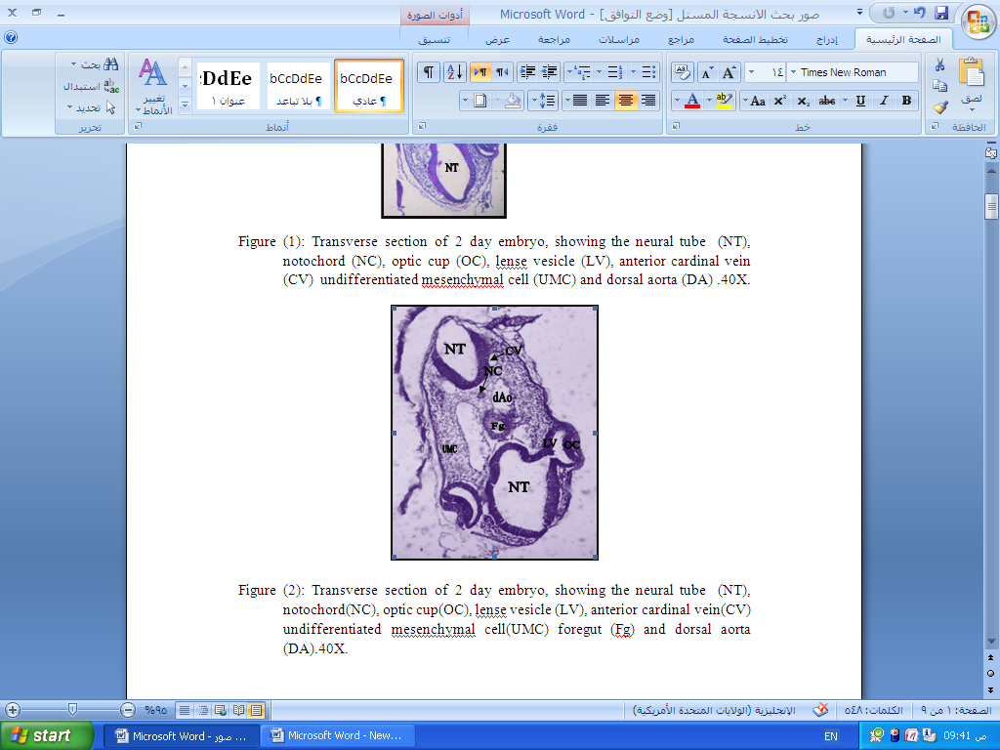 صور بحث الانسجة المستل [وضع التوافق] - Microsoft Word
أدوات الصورة
الصفحة الرئيسية
إدراج
تخطيط الصفحة
مراجع
مراسلات
مراجعة
عرض
تنسيق
لصق
الحافظة
Times New Roman
١٤
B I U abc x₂ x² Aa
خط
فقرة
bCcDdEe
¶ عادي
bCcDdEe
¶ بلا تباعد
DdEe
عنوان ١
تغيير
الأنماط
أنماط
بحث
استبدال
تحديد
تحرير
NT
Figure (1): Transverse section of 2 day embryo, showing the neural tube (NT),
notochord (NC), optic cup (OC), lense vesicle (LV), anterior cardinal vein
(CV) undifferentiated mesenchymal cell (UMC) and dorsal aorta (DA) .40X.
NT
CV
NC
dAo
Fg
UMC
LV
OC
NT
Figure (2): Transverse section of 2 day embryo, showing the neural tube (NT),
notochord(NC), optic cup(OC), lense vesicle (LV), anterior cardinal vein(CV)
undifferentiated mesenchymal cell(UMC) foregut (Fg) and dorsal aorta
(DA).40X.
الصفحة: ١ من ٩
الكلمات: ٥٤٨
الإنجليزية (الولايات المتحدة الأمريكية)
٩٥%
start
Microsoft Word - صور ...
Microsoft Word - New...
EN
09:41 ص